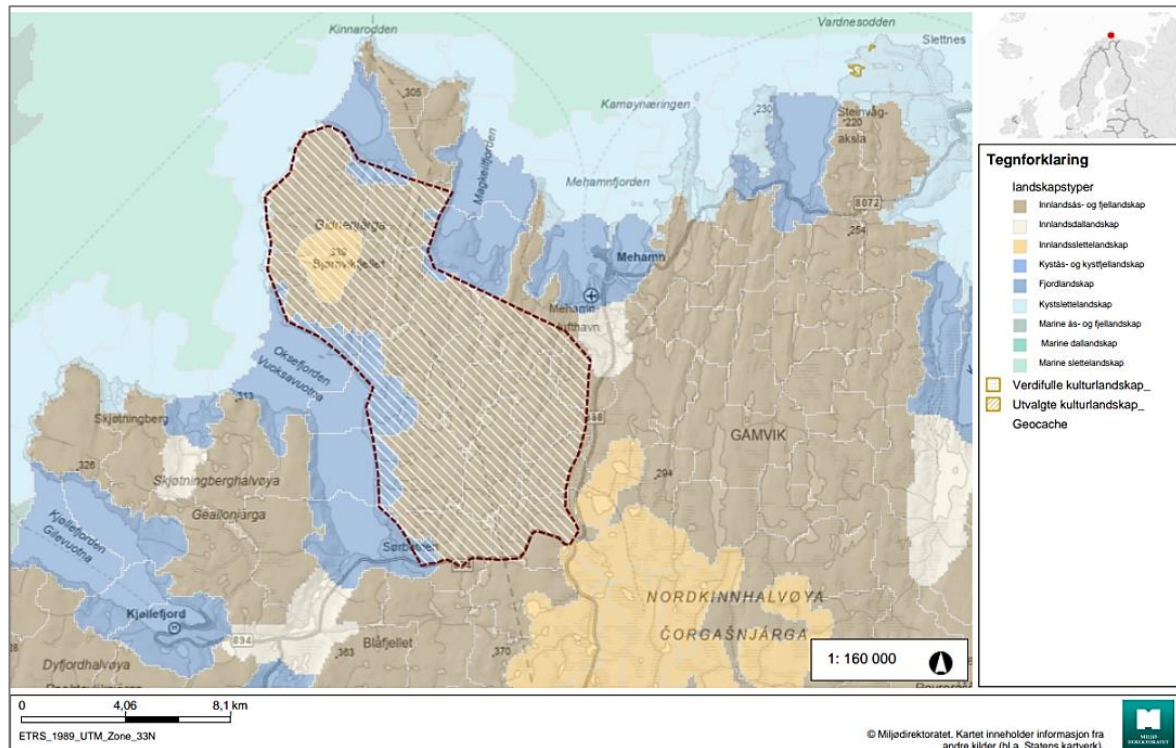 Kinnarodden
Vardnesodden
Slettnes
305
Kamøynæringen
230
Steinvåg-
aksla
220
Magkeilfjorden
Mehamnfjorden
8072
254
Bjørnvikfjellet
Mehamn
Mehamn
lufthavn
Oksefjorden
Vuoksavuotna
313
Skjøtningberg
326
Skjøtningberghalvøya
GAMVIK
294
Kjøllefjorden
Gilevuotna
NORDKINNHALVØYA
ČORGAŠNJÁRGA
Kjøllefjord
894
363
Blåfjellet
370
Dyfjordhalvøya
1: 160 000
Tegnforklaring
landskapstyper
Innlandsås- og fjellandskap
Innlandsdallandskap
Innlandsslettelandskap
Kystås- og kystfjellandskap
Fjordlandskap
Kystslettelandskap
Marine ås- og fjellandskap
Marine dallandskap
Marine slettelandskap
Verdifulle kulturlandskap_
Utvalgte kulturlandskap_
Geocache
0 4,06 8,1 km
ETRS_1989_UTM_Zone_33N
© Miljødirektoratet. Kartet inneholder informasjon fra
andre kilder (bl.a. Statens kartverk).
MILJØ-
DIREKTORATET